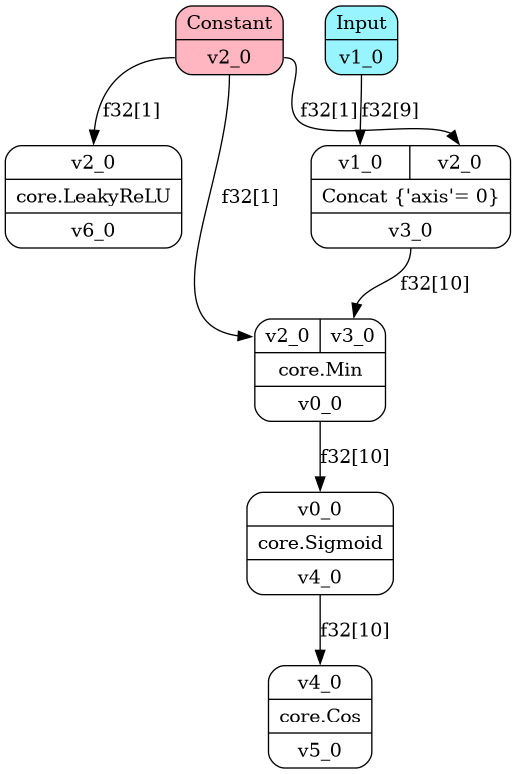 Constant
v2_0
Input
v1_0
f32[1]
f32[1]
f32[9]
f32[1]
v2_0
core.LeakyReLU
v6_0
v1_0 v2_0
Concat {'axis'= 0}
v3_0
f32[10]
v2_0 v3_0
core.Min
v0_0
f32[10]
v0_0
core.Sigmoid
v4_0
f32[10]
v4_0
core.Cos
v5_0